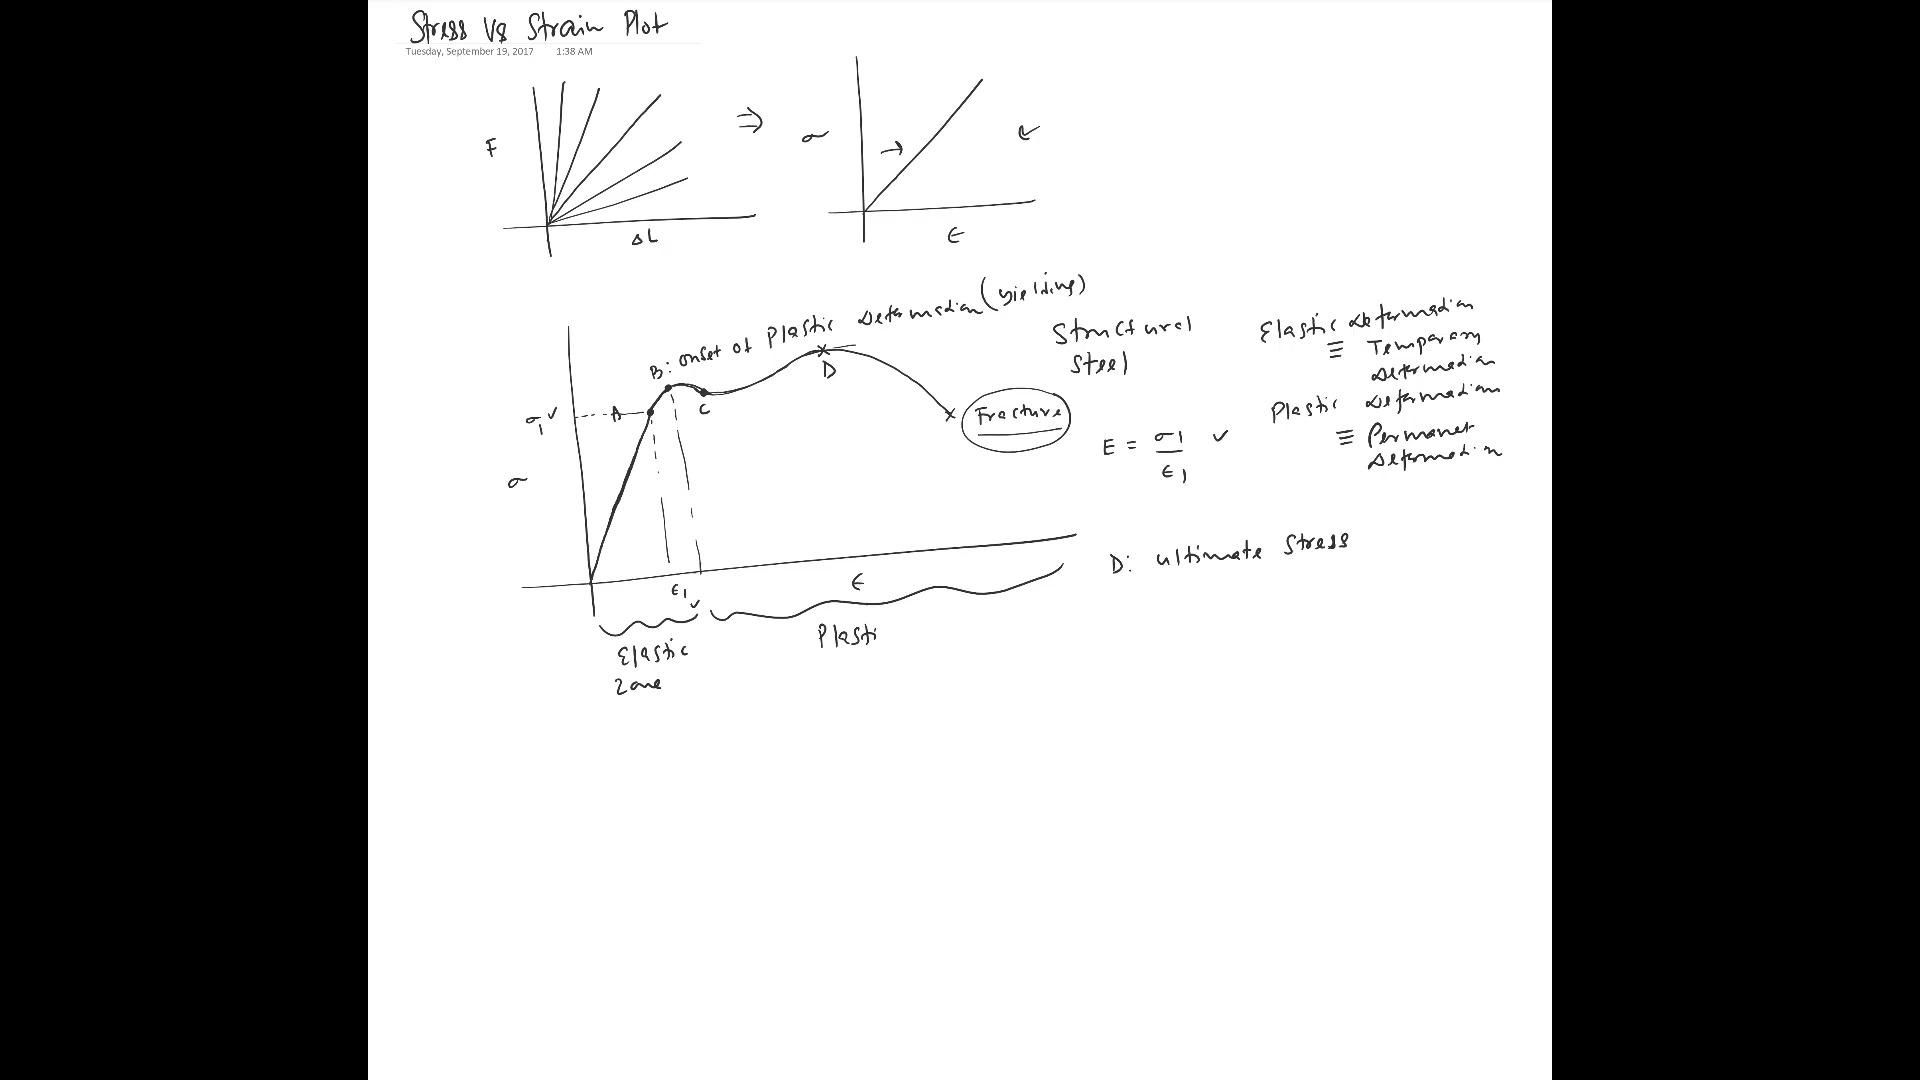 Stress Vs Strain Plot
Tuesday, September 19, 2017 1:38 AM
F
ΔL
⇒
σ
→
ϵ
B: onset of Plastic Deformation (yielding)
Structural
Steel
Elastic Deformation
≡ Temporary
Deformation
Plastic Deformation
≡ Permanet
Deformation
σ1 ✓
A
C
D
Fracture
E = σ1 / ϵ1 ✓
σ
D: ultimate Stress
ϵ1 ✓
ϵ
Elastic
Zone
Plasti